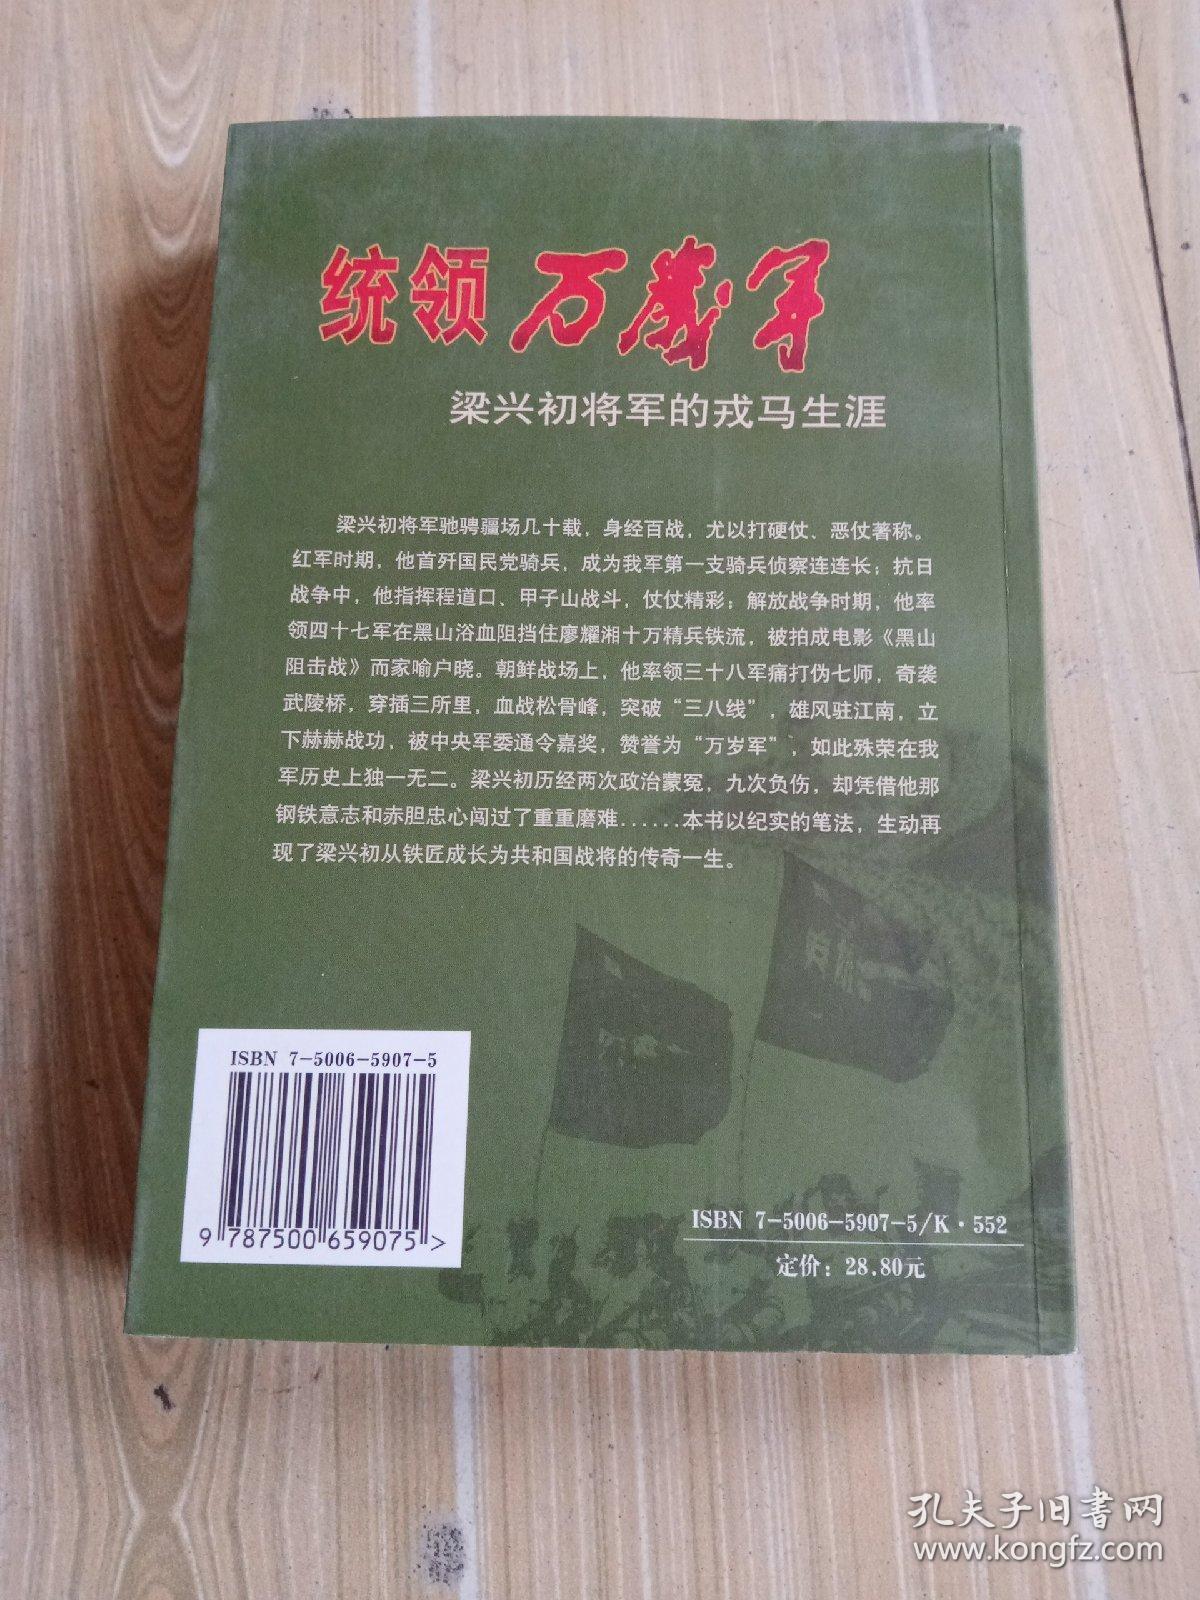 统领万岁军
梁兴初将军的戎马生涯
梁兴初将军驰骋疆场几十载，身经百战，尤以打硬仗、恶仗著称。
红军时期，他首歼国民党骑兵，成为我军第一支骑兵侦察连连长；抗日
战争中，他指挥程道口、甲子山战斗，仗仗精彩；解放战争时期，他率
领四十七军在黑山浴血阻挡住廖耀湘十万精兵铁流，被拍成电影《黑山
阻击战》而家喻户晓。朝鲜战场上，他率领三十八军痛打伪七师，奇袭
武陵桥，穿插三所里，血战松骨峰，突破“三八线”，雄风驻江南，立
下赫赫战功，被中央军委通令嘉奖，赞誉为“万岁军”，如此殊荣在我
军历史上独一无二。梁兴初历经两次政治蒙冤，九次负伤，却凭借他那
钢铁意志和赤胆忠心闯过了重重磨难......本书以纪实的笔法，生动再
现了梁兴初从铁匠成长为共和国战将的传奇一生。
ISBN 7-5006-5907-5
9 787500 659075 >
ISBN 7-5006-5907-5/K·552
定价：28.80元
孔夫子旧书网
www.kongfz.com